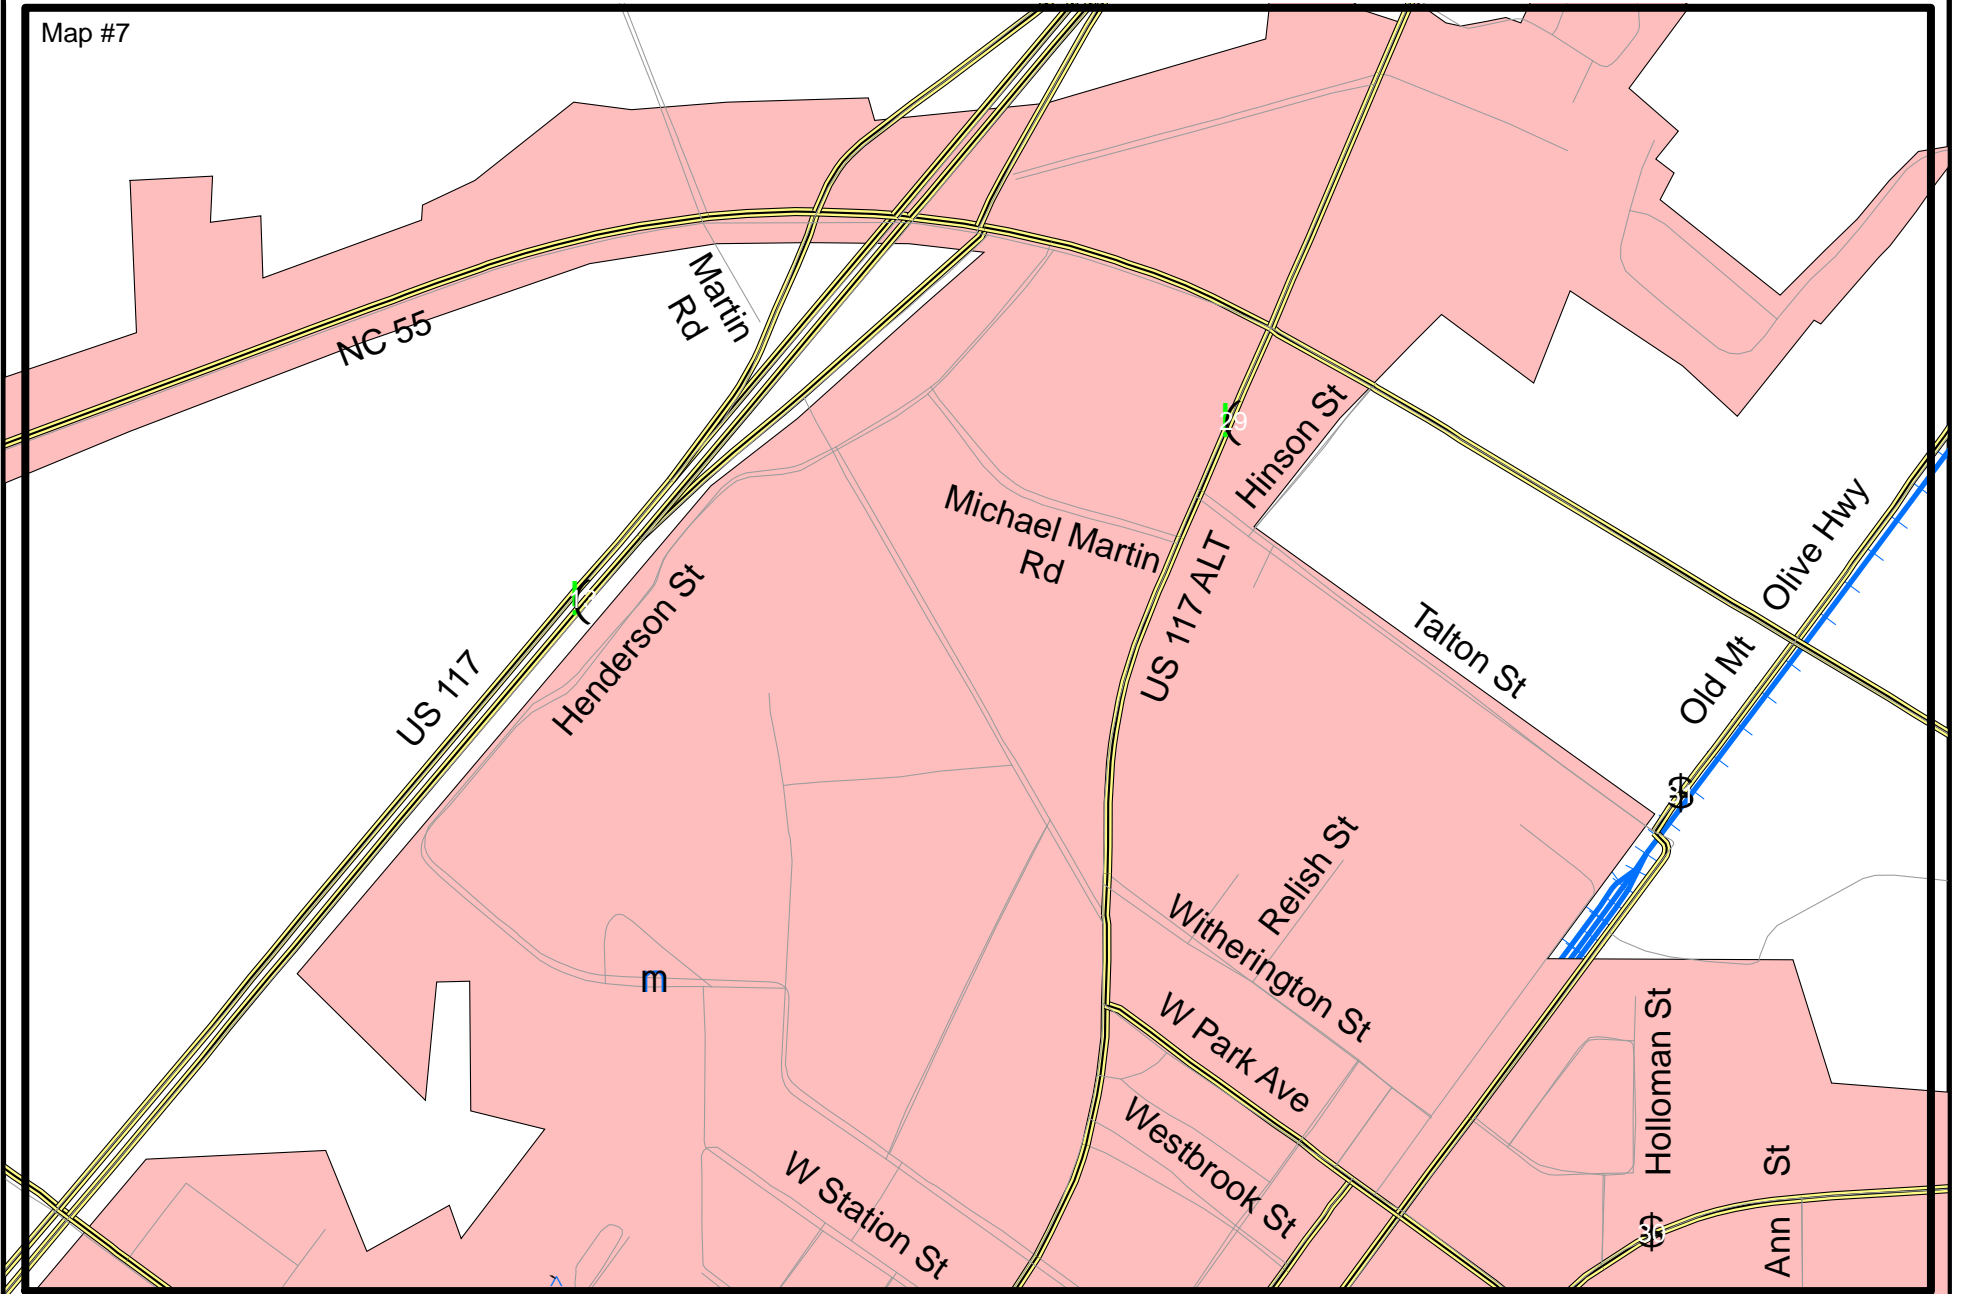 Map #7
Martin
Rd
NC 55
Hinson St
29
Michael Martin
Rd
Olive Hwy
US 117 ALT
Henderson St
Talton St
US 117
Old Mt
Relish St
Witherington St
m
W Park Ave
Holloman St
Westbrook St
W Station St
Ann St
30